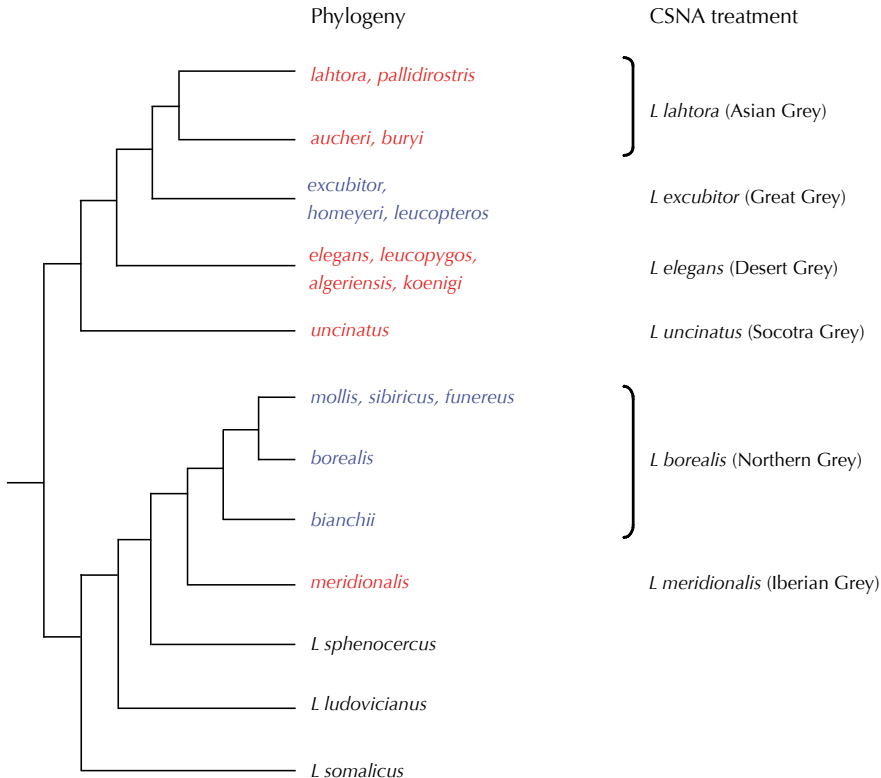 Phylogeny
CSNA treatment
lahtora, pallidirostris
L lahtora (Asian Grey)
aucheri, buryi
excubitor,
homeyeri, leucopteros
L excubitor (Great Grey)
elegans, leucopygos,
algeriensis, koenigi
L elegans (Desert Grey)
uncinatus
L uncinatus (Socotra Grey)
mollis, sibiricus, funereus
borealis
L borealis (Northern Grey)
bianchii
meridionalis
L meridionalis (Iberian Grey)
L sphenocercus
L ludovicianus
L somalicus